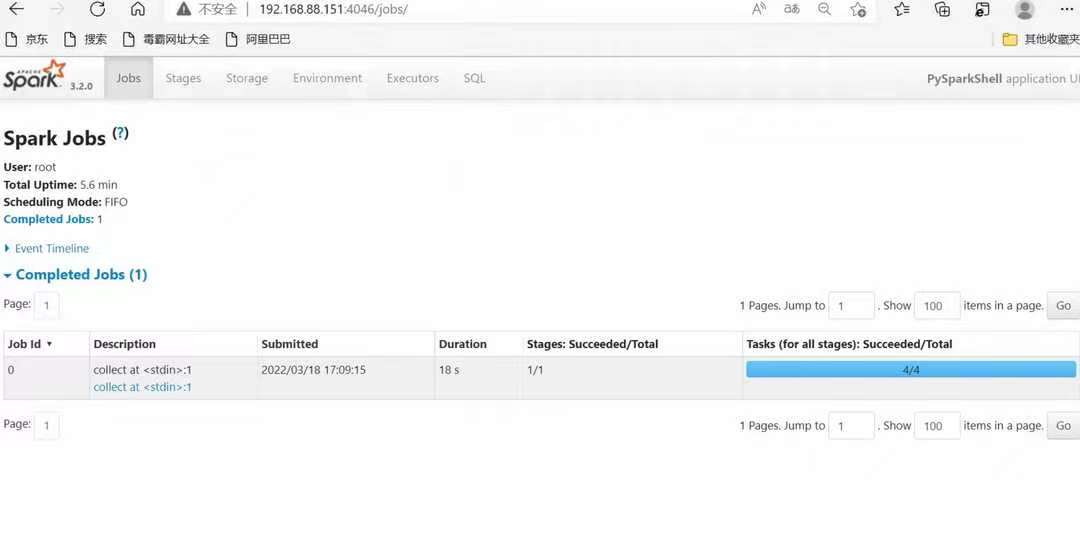 不安全 192.168.88.151:4046/jobs/
京东 搜索 毒霸网址大全 阿里巴巴 其他收藏夹
APACHE Spark 3.2.0 Jobs Stages Storage Environment Executors SQL PySparkShell application UI
Spark Jobs (?)
User: root
Total Uptime: 5.6 min
Scheduling Mode: FIFO
Completed Jobs: 1
Event Timeline
Completed Jobs (1)
Page: 1 1 Pages. Jump to 1 . Show 100 items in a page. Go
Job Id ▾ Description Submitted Duration Stages: Succeeded/Total Tasks (for all stages): Succeeded/Total
0 collect at <stdin>:1 2022/03/18 17:09:15 18 s 1/1 4/4
collect at <stdin>:1
Page: 1 1 Pages. Jump to 1 . Show 100 items in a page. Go